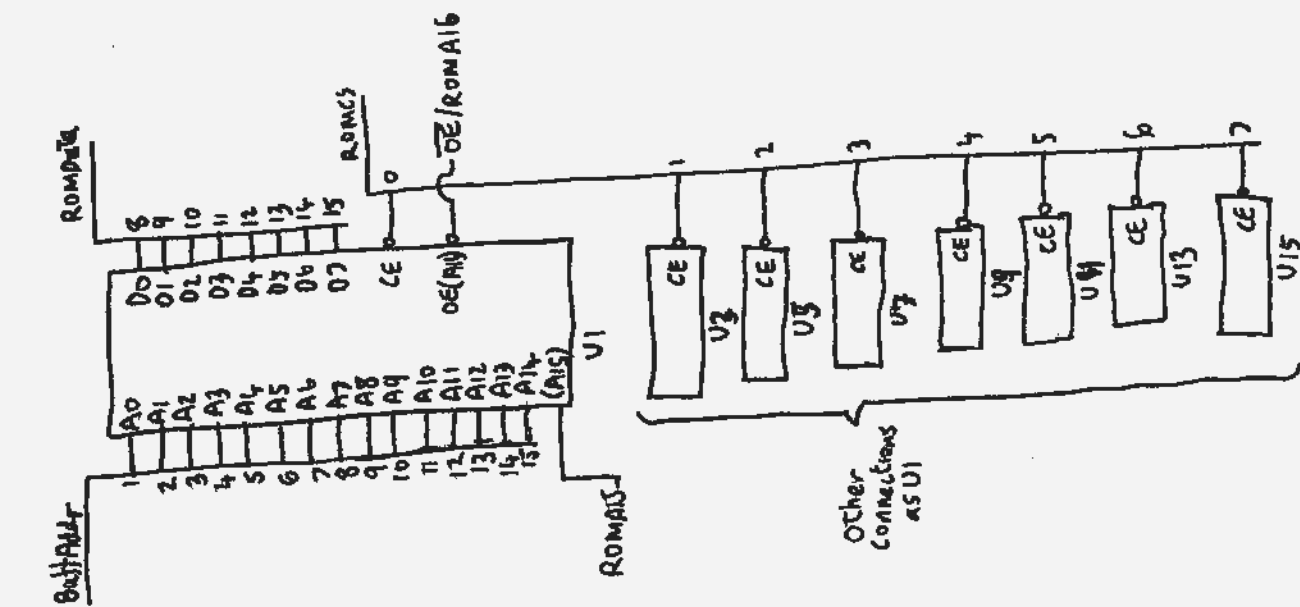 BuffAddr
1
2
3
4
5
6
7
8
9
10
11
12
13
14
15
A0
A1
A2
A3
A4
A5
A6
A7
A8
A9
A10
A11
A12
A13
A14
(A15)
ROMA15
U1
ROMData
8
9
10
11
12
13
14
15
D0
D1
D2
D3
D4
D5
D6
D7
CE
OE(A14)
ROMCS
0
OE/ROMA16
1
2
3
4
5
6
7
CE
U3
CE
U5
CE
U7
CE
U9
CE
CE
U13
CE
U15
Other
Connections
as U1